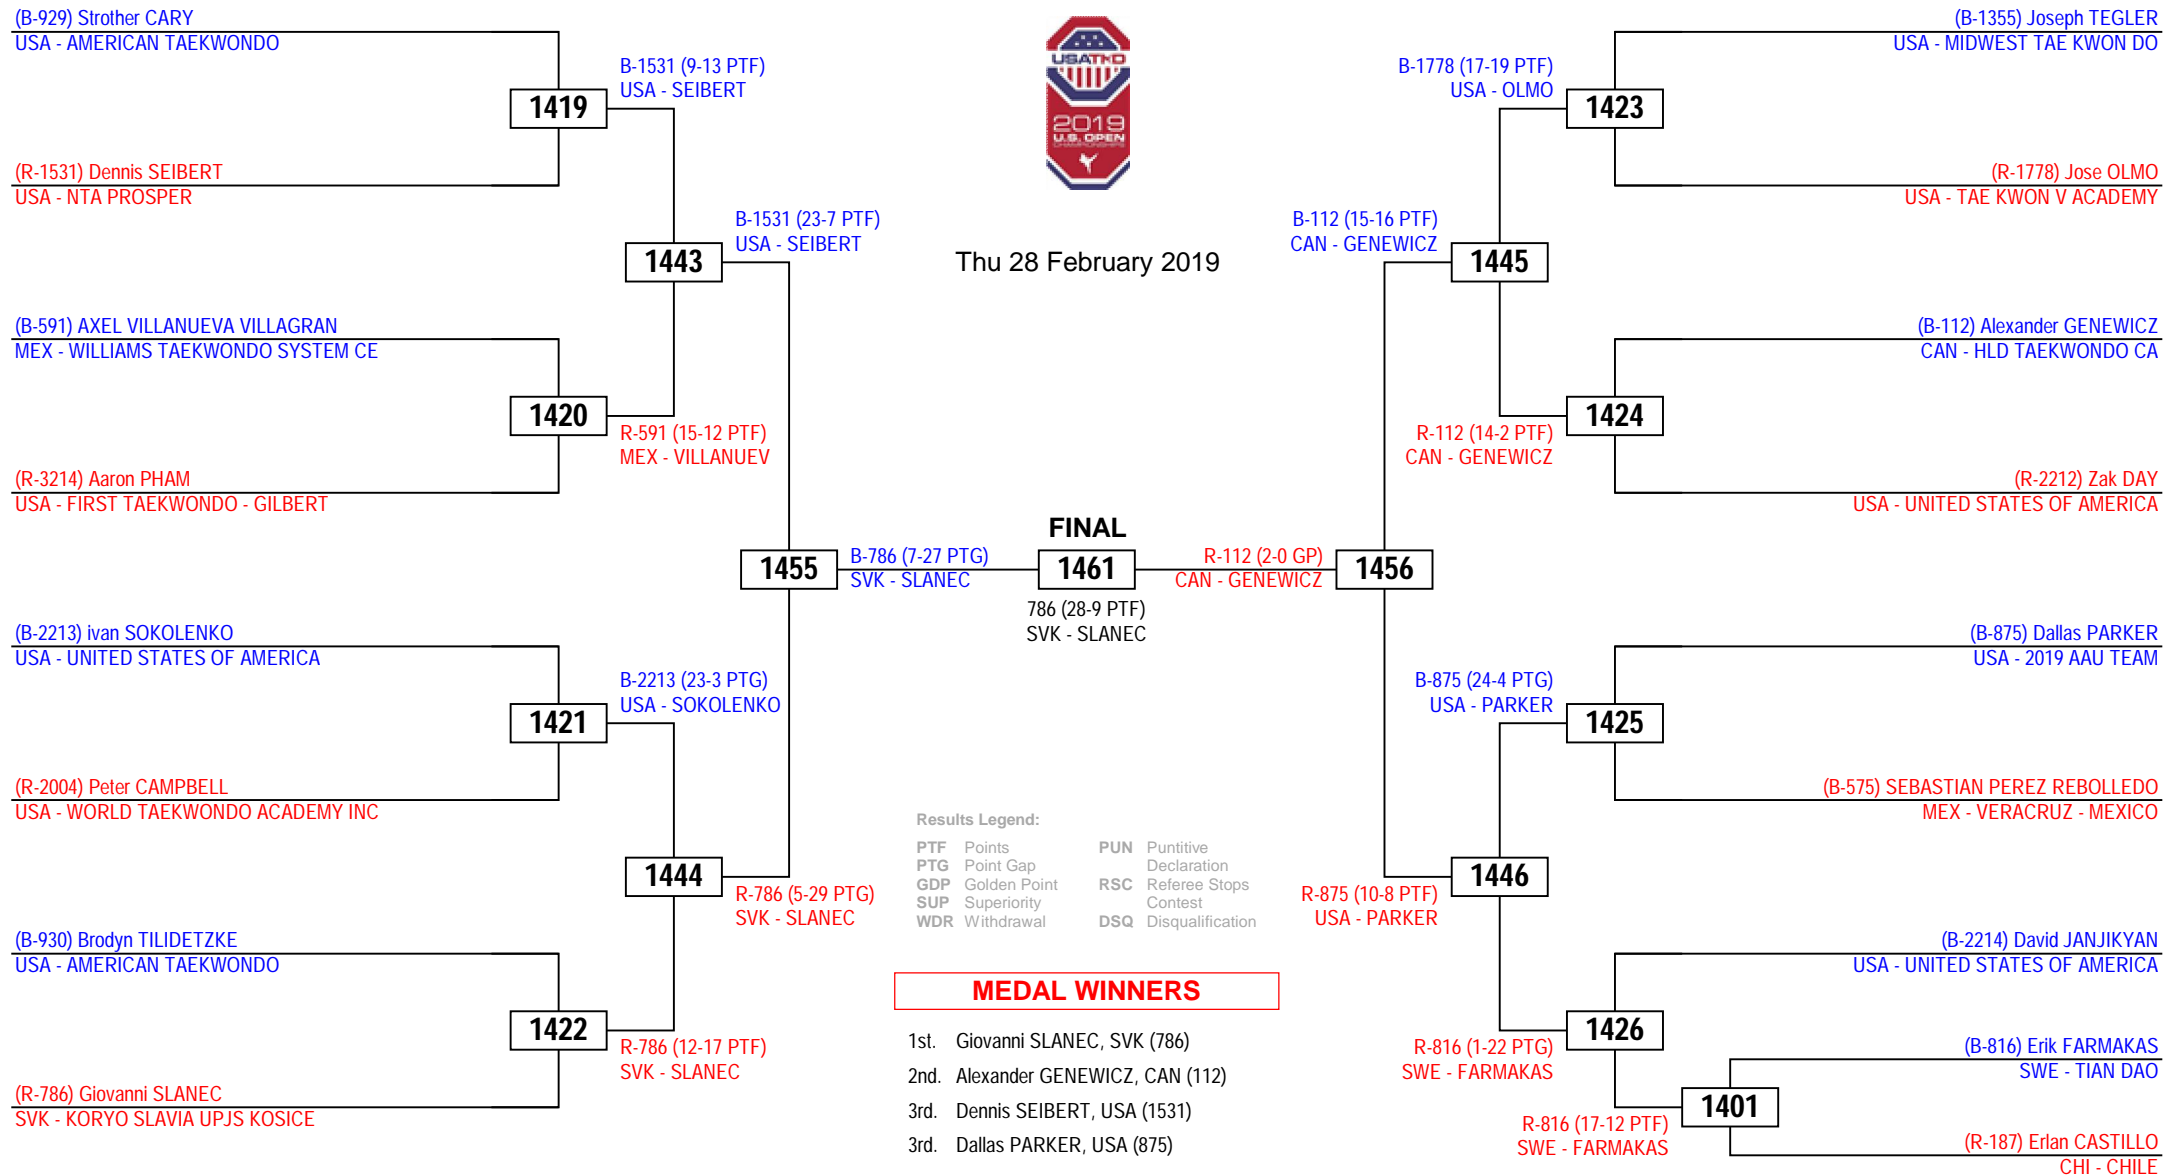 (B-929) Strother CARY
USA - AMERICAN TAEKWONDO
B-1531 (9-13 PTF)
USA - SEIBERT
1419
(R-1531) Dennis SEIBERT
USA - NTA PROSPER
B-1531 (23-7 PTF)
USA - SEIBERT
1443
(B-591) AXEL VILLANUEVA VILLAGRAN
MEX - WILLIAMS TAEKWONDO SYSTEM CE
1420
R-591 (15-12 PTF)
MEX - VILLANUEV
(R-3214) Aaron PHAM
USA - FIRST TAEKWONDO - GILBERT
1455
B-786 (7-27 PTG)
SVK - SLANEC
(B-2213) ivan SOKOLENKO
USA - UNITED STATES OF AMERICA
B-2213 (23-3 PTG)
USA - SOKOLENKO
1421
(R-2004) Peter CAMPBELL
USA - WORLD TAEKWONDO ACADEMY INC
1444
R-786 (5-29 PTG)
SVK - SLANEC
(B-930) Brodyn TILIDETZKE
USA - AMERICAN TAEKWONDO
1422
R-786 (12-17 PTF)
SVK - SLANEC
(R-786) Giovanni SLANEC
SVK - KORYO SLAVIA UPJS KOSICE
USATKD
2019
U.S. OPEN
CHAMPIONSHIPS
Thu 28 February 2019
FINAL
1461
786 (28-9 PTF)
SVK - SLANEC
Results Legend:
PTF Points
PTG Point Gap
GDP Golden Point
SUP Superiority
WDR Withdrawal
PUN Puntitive
Declaration
RSC Referee Stops
Contest
DSQ Disqualification
MEDAL WINNERS
1st. Giovanni SLANEC, SVK (786)
2nd. Alexander GENEWICZ, CAN (112)
3rd. Dennis SEIBERT, USA (1531)
3rd. Dallas PARKER, USA (875)
(B-1355) Joseph TEGLER
USA - MIDWEST TAE KWON DO
B-1778 (17-19 PTF)
USA - OLMO
1423
(R-1778) Jose OLMO
USA - TAE KWON V ACADEMY
B-112 (15-16 PTF)
CAN - GENEWICZ
1445
(B-112) Alexander GENEWICZ
CAN - HLD TAEKWONDO CA
1424
R-112 (14-2 PTF)
CAN - GENEWICZ
(R-2212) Zak DAY
USA - UNITED STATES OF AMERICA
R-112 (2-0 GP)
CAN - GENEWICZ
1456
(B-875) Dallas PARKER
USA - 2019 AAU TEAM
B-875 (24-4 PTG)
USA - PARKER
1425
(B-575) SEBASTIAN PEREZ REBOLLEDO
MEX - VERACRUZ - MEXICO
1446
R-875 (10-8 PTF)
USA - PARKER
(B-2214) David JANJIKYAN
USA - UNITED STATES OF AMERICA
1426
R-816 (1-22 PTG)
SWE - FARMAKAS
(B-816) Erik FARMAKAS
SWE - TIAN DAO
1401
R-816 (17-12 PTF)
SWE - FARMAKAS
(R-187) Erlan CASTILLO
CHI - CHILE